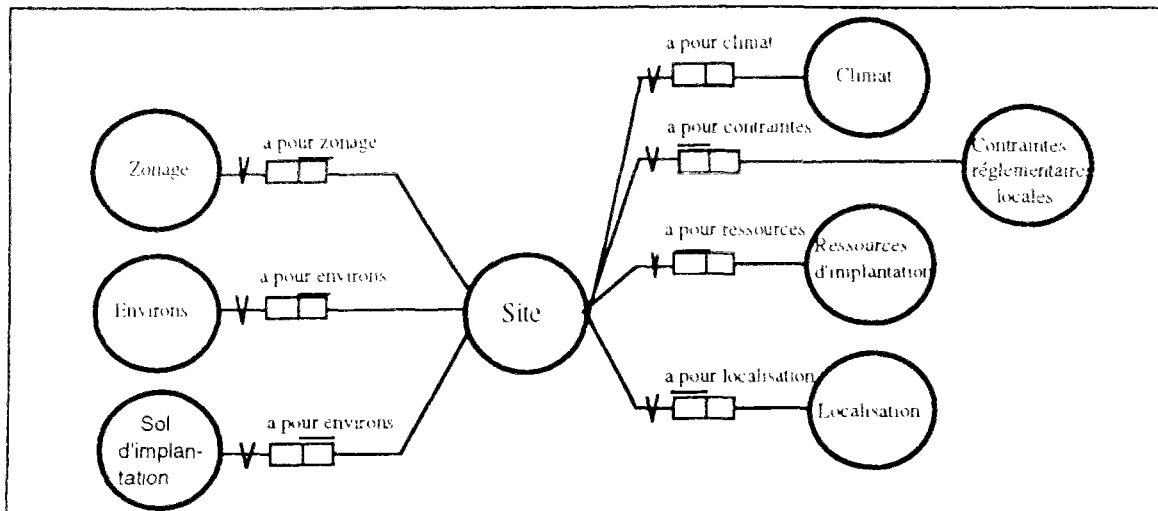 a pour climat
Climat
a pour contraintes
Contraintes
réglementaires
locales
a pour zonage
Zonage
a pour ressources
Ressources
d'implantation
a pour environs
Environs
Site
a pour localisation
Localisation
a pour environs
Sol
d'implan-
tation